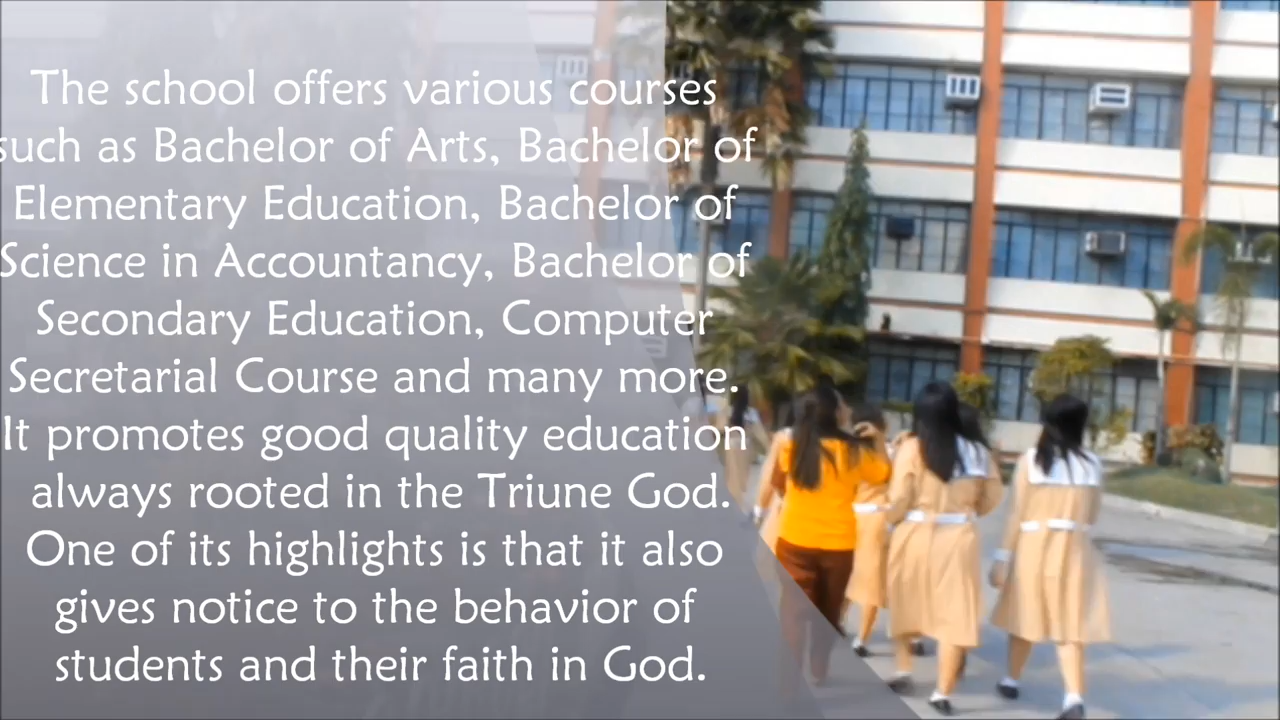 The school offers various courses
such as Bachelor of Arts, Bachelor of
Elementary Education, Bachelor of
Science in Accountancy, Bachelor of
Secondary Education, Computer
Secretarial Course and many more.
It promotes good quality education
always rooted in the Triune God.
One of its highlights is that it also
gives notice to the behavior of
students and their faith in God.